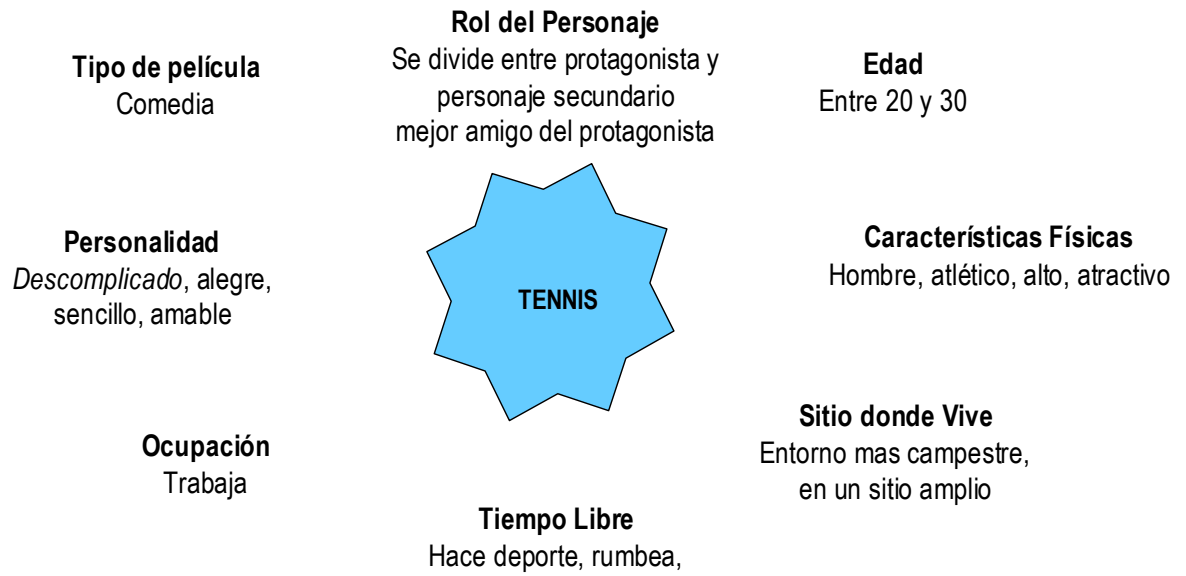 Rol del Personaje
Se divide entre protagonista y
personaje secundario
mejor amigo del protagonista
Tipo de película
Comedia
Edad
Entre 20 y 30
Personalidad
Descomplicado, alegre,
sencillo, amable
Características Físicas
Hombre, atlético, alto, atractivo
TENNIS
Ocupación
Trabaja
Sitio donde Vive
Entorno mas campestre,
en un sitio amplio
Tiempo Libre
Hace deporte, rumbea,